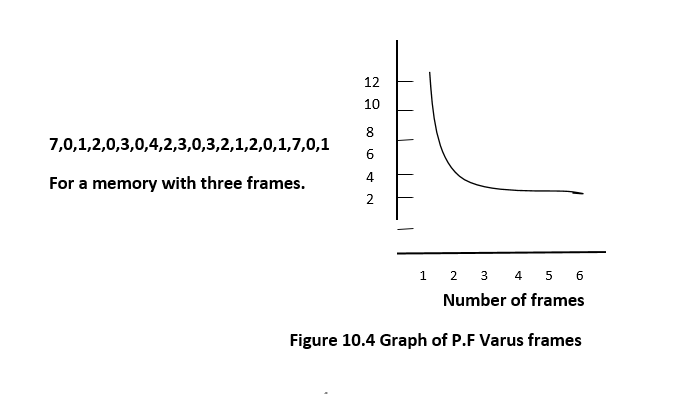 7,0,1,2,0,3,0,4,2,3,0,3,2,1,2,0,1,7,0,1
For a memory with three frames.
12
10
8
6
4
2
1 2 3 4 5 6
Number of frames
Figure 10.4 Graph of P.F Varus frames